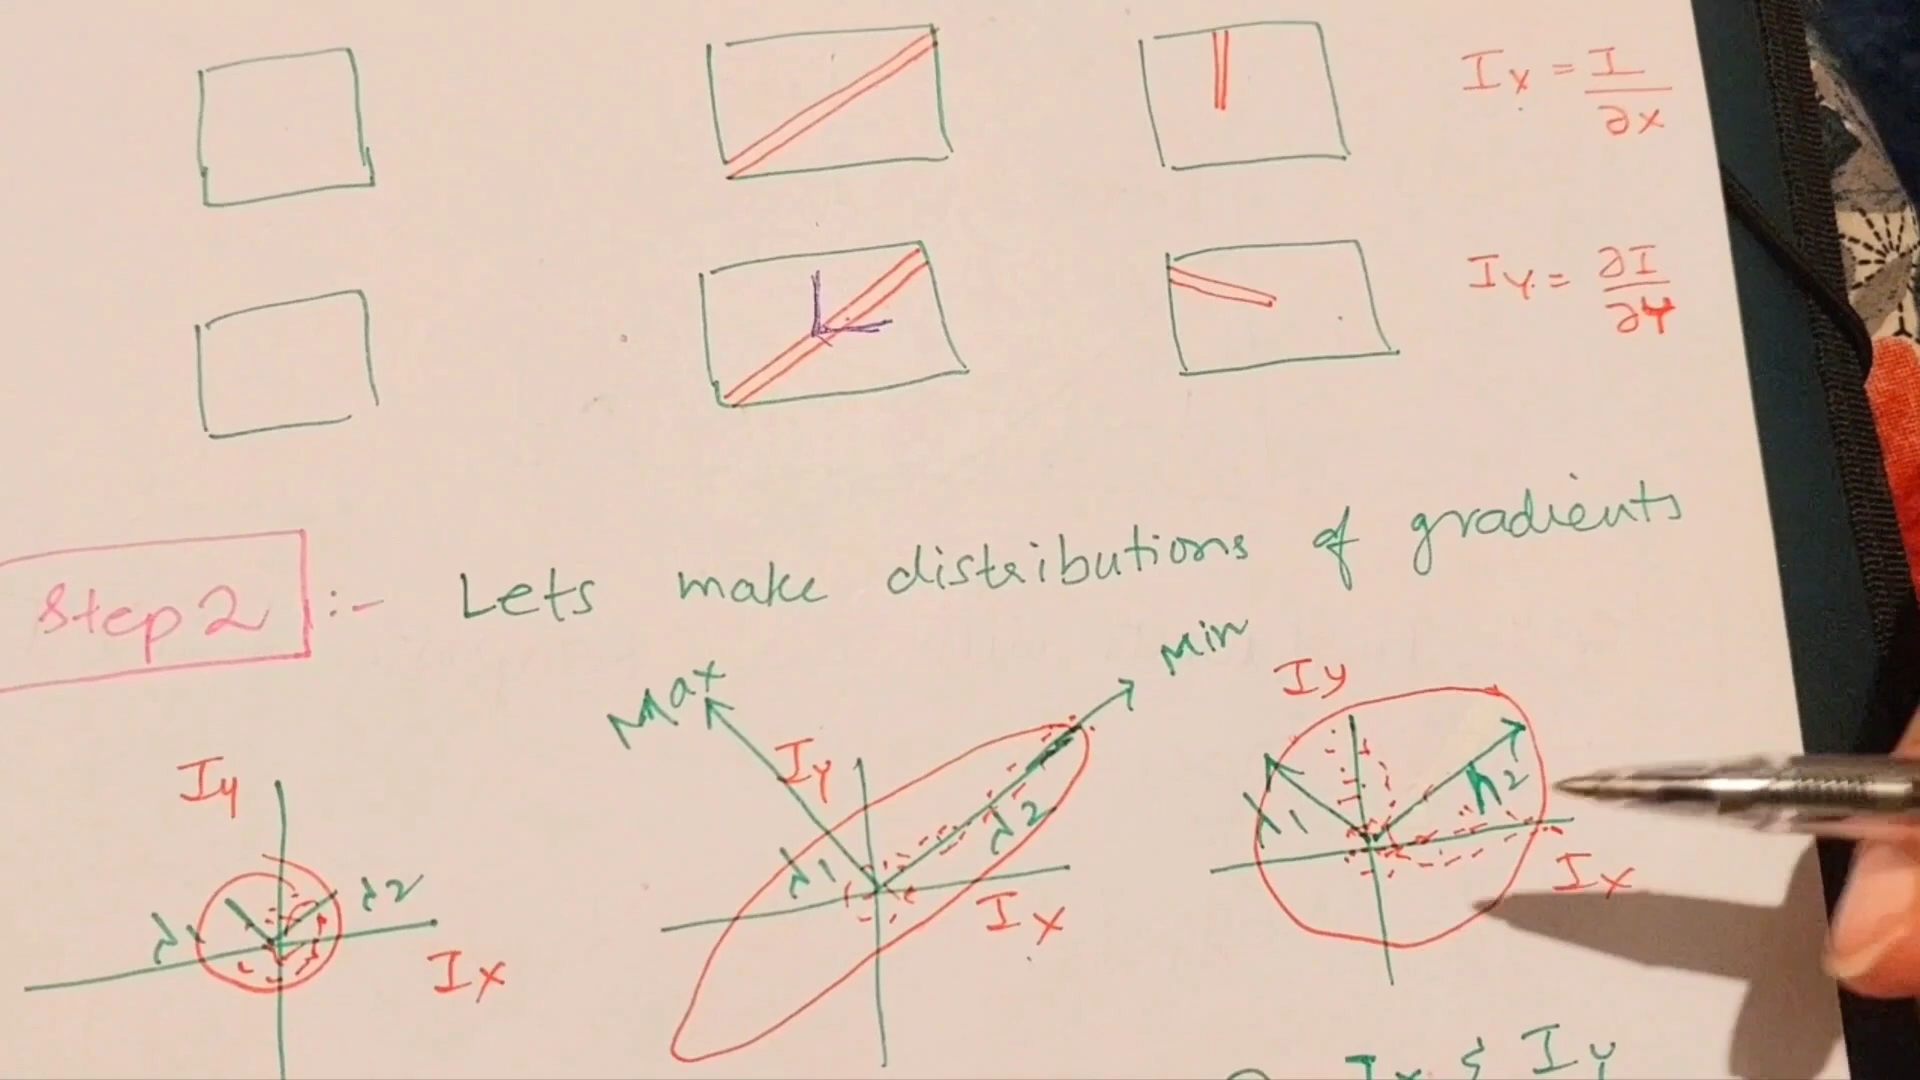 Ix = I
∂x
Iy = ∂I
∂y
Step 2 :- Lets make distributions of gradients
Max
Min
Iy
Iy
Iy
λ1
λ2
Ix
λ1
λ2
Ix
λ1
λ2
Ix
Ix & Iy